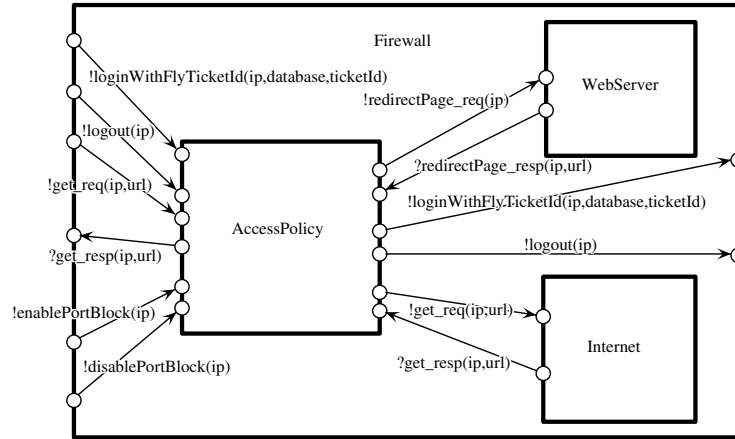 Firewall
WebServer
!loginWithFlyTicketId(ip,database,ticketId)
!redirectPage_req(ip)
!logout(ip)
?redirectPage_resp(ip,url)
!get_req(ip,url)
!loginWithFlyTicketId(ip,database,ticketId)
AccessPolicy
!logout(ip)
?get_resp(ip,url)
!enablePortBlock(ip)
!get_req(ip;url)
Internet
?get_resp(ip,url)
!disablePortBlock(ip)